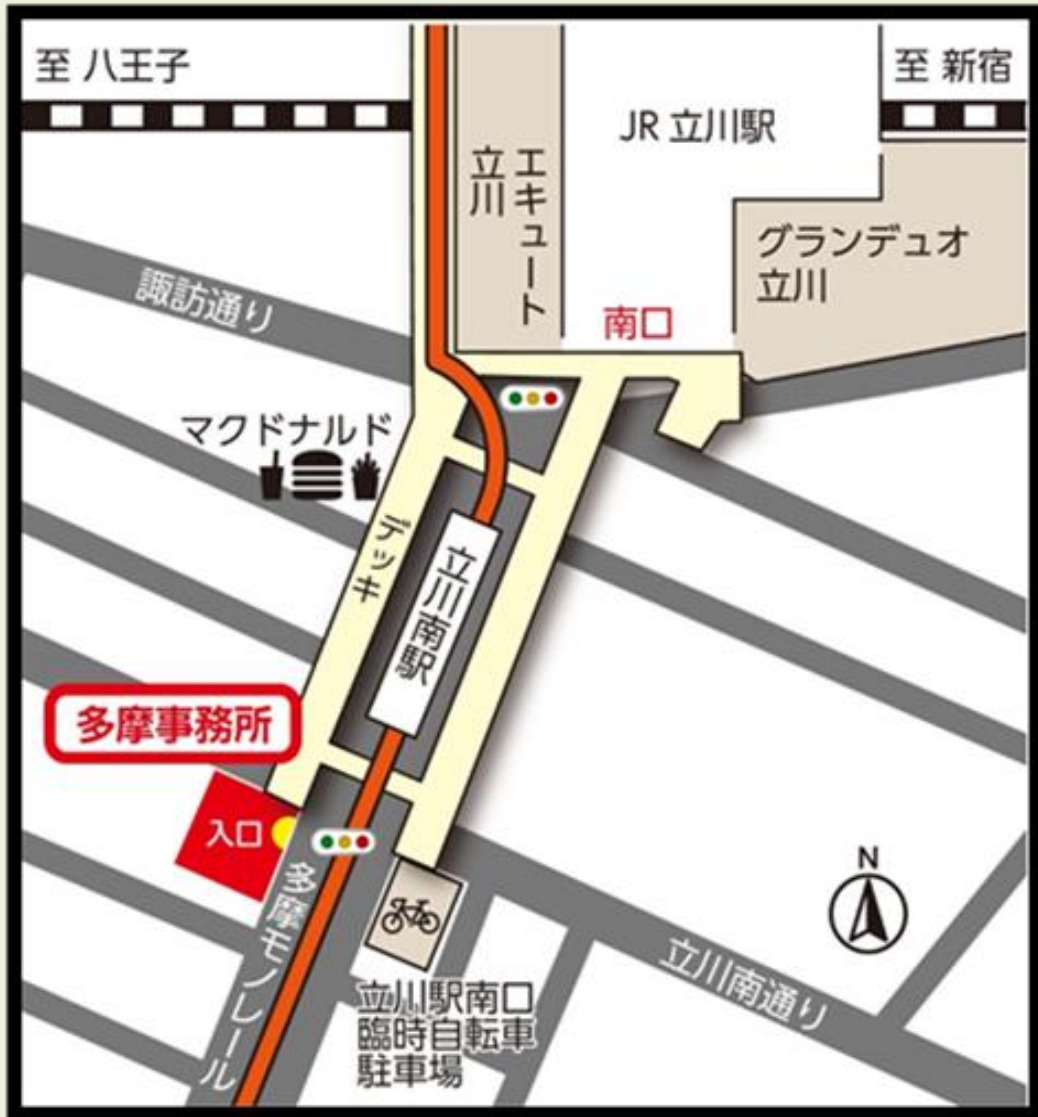 至 八王子
至 新宿
JR 立川駅
エキュート
立川
グランデュオ
立川
南口
諏訪通り
マクドナルド
デッキ
立川南駅
多摩事務所
入口
多摩モノレール
N
立川南通り
立川駅南口
臨時自転車
駐車場